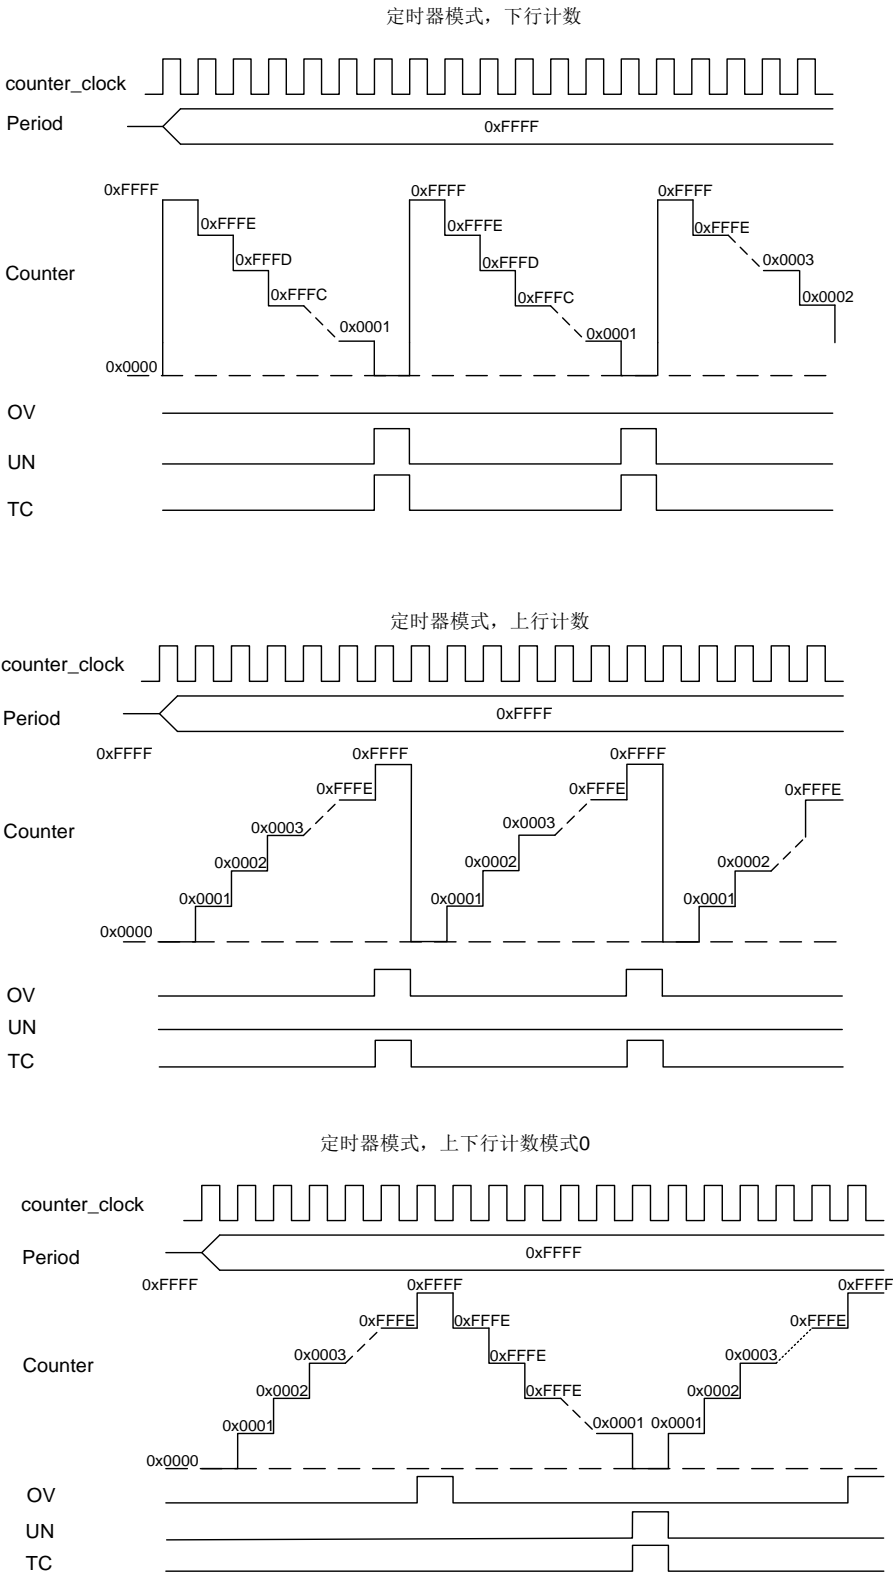 定时器模式，下行计数
counter_clock
Period
0xFFFF
0xFFFF 0xFFFF 0xFFFF
0xFFFE 0xFFFE 0xFFFE
0xFFFD 0xFFFD 0x0003
Counter
0xFFFC 0xFFFC 0x0002
0x0001 0x0001
0x0000
OV
UN
TC
定时器模式，上行计数
counter_clock
Period
0xFFFF
0xFFFF 0xFFFF 0xFFFF
0xFFFE 0xFFFE 0xFFFE
Counter
0x0003 0x0003
0x0002 0x0002 0x0002
0x0001 0x0001 0x0001
0x0000
OV
UN
TC
定时器模式，上下行计数模式0
counter_clock
Period
0xFFFF
0xFFFF 0xFFFF 0xFFFF
0xFFFE 0xFFFE 0xFFFE
Counter
0x0003 0xFFFE 0x0003
0x0002 0xFFFE 0x0002
0x0001 0x0001 0x0001
0x0000
OV
UN
TC